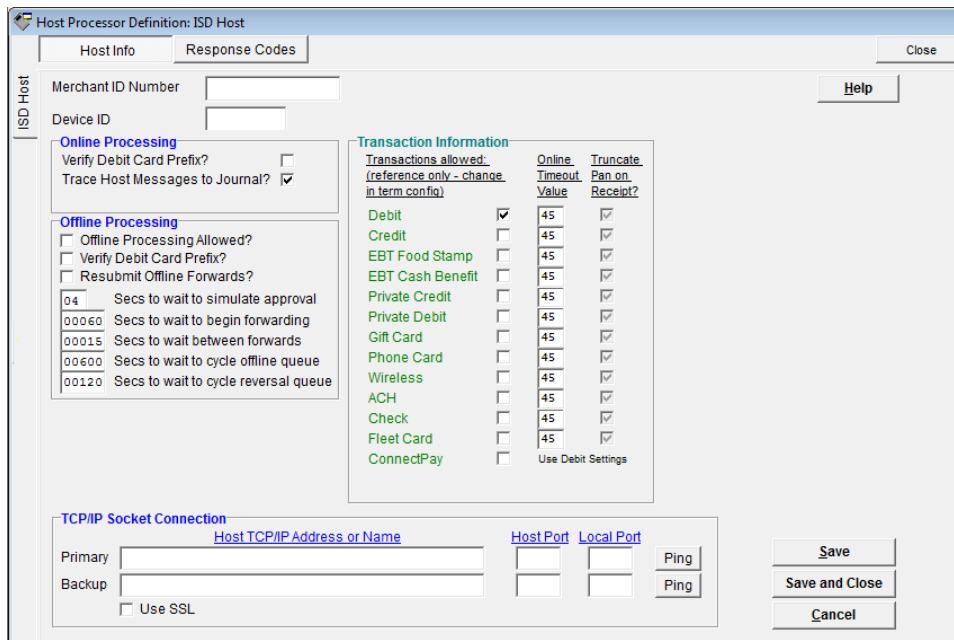 Host Processor Definition: ISD Host
Host Info Response Codes Close
ISD Host
Merchant ID Number Help
Device ID
Online Processing
Verify Debit Card Prefix?
Trace Host Messages to Journal?
Offline Processing
Offline Processing Allowed?
Verify Debit Card Prefix?
Resubmit Offline Forwards?
04 Secs to wait to simulate approval
00060 Secs to wait to begin forwarding
00015 Secs to wait between forwards
00600 Secs to wait to cycle offline queue
00120 Secs to wait to cycle reversal queue
Transaction Information
Transactions allowed: Online Truncate
(reference only - change Timeout Pan on
in term config) Value Receipt?
Debit 45
Credit 45
EBT Food Stamp 45
EBT Cash Benefit 45
Private Credit 45
Private Debit 45
Gift Card 45
Phone Card 45
Wireless 45
ACH 45
Check 45
Fleet Card 45
ConnectPay Use Debit Settings
TCP/IP Socket Connection
Host TCP/IP Address or Name Host Port Local Port
Primary Ping
Backup Ping
Use SSL
Save
Save and Close
Cancel